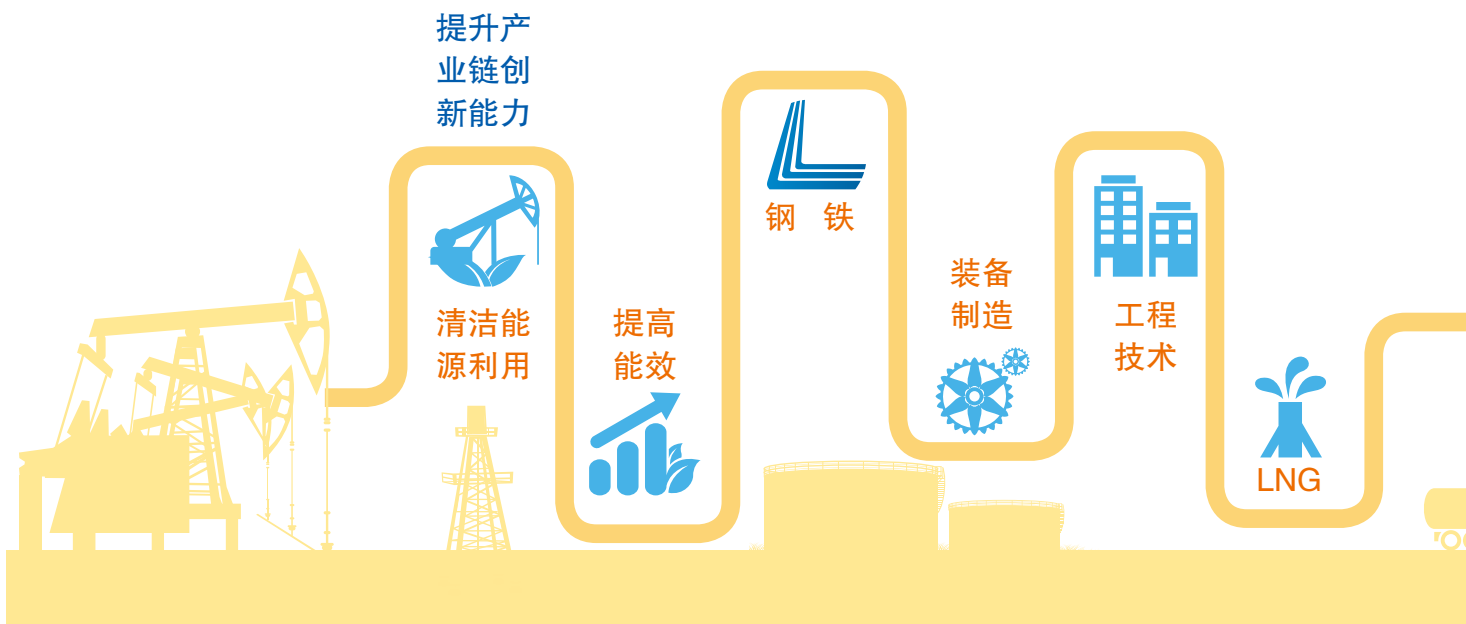 提升产
业链创
新能力
清洁能
源利用
提高
能效
钢 铁
装备
制造
工程
技术
LNG